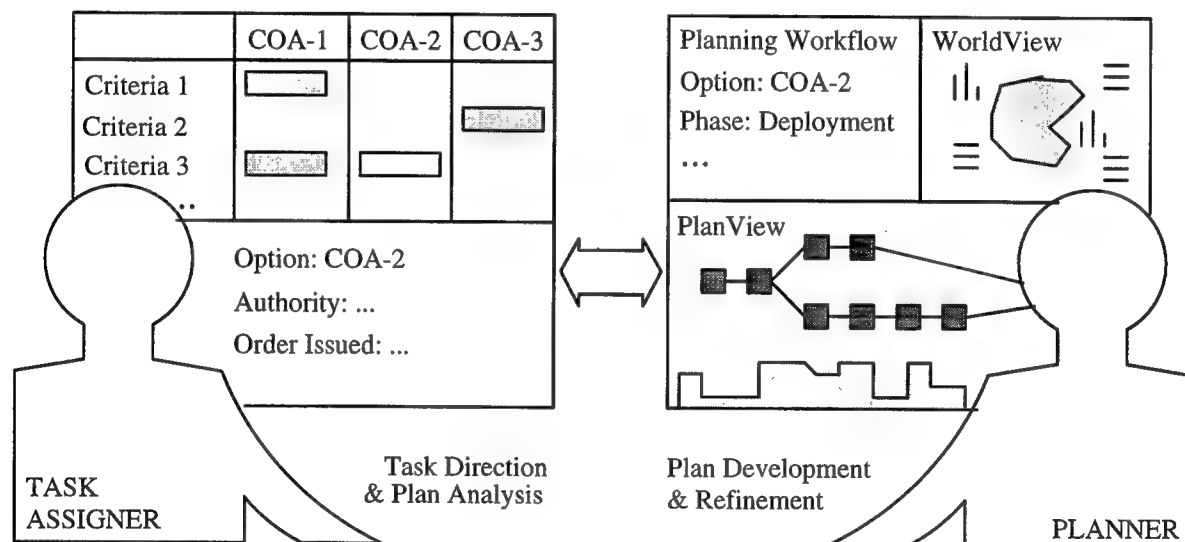 COA-1 COA-2 COA-3
Criteria 1
Criteria 2
Criteria 3
..
Option: COA-2
Authority: ...
Order Issued: ...
Task Direction
& Plan Analysis
TASK
ASSIGNER
Planning Workflow
Option: COA-2
Phase: Deployment
...
WorldView
PlanView
Plan Development
& Refinement
PLANNER